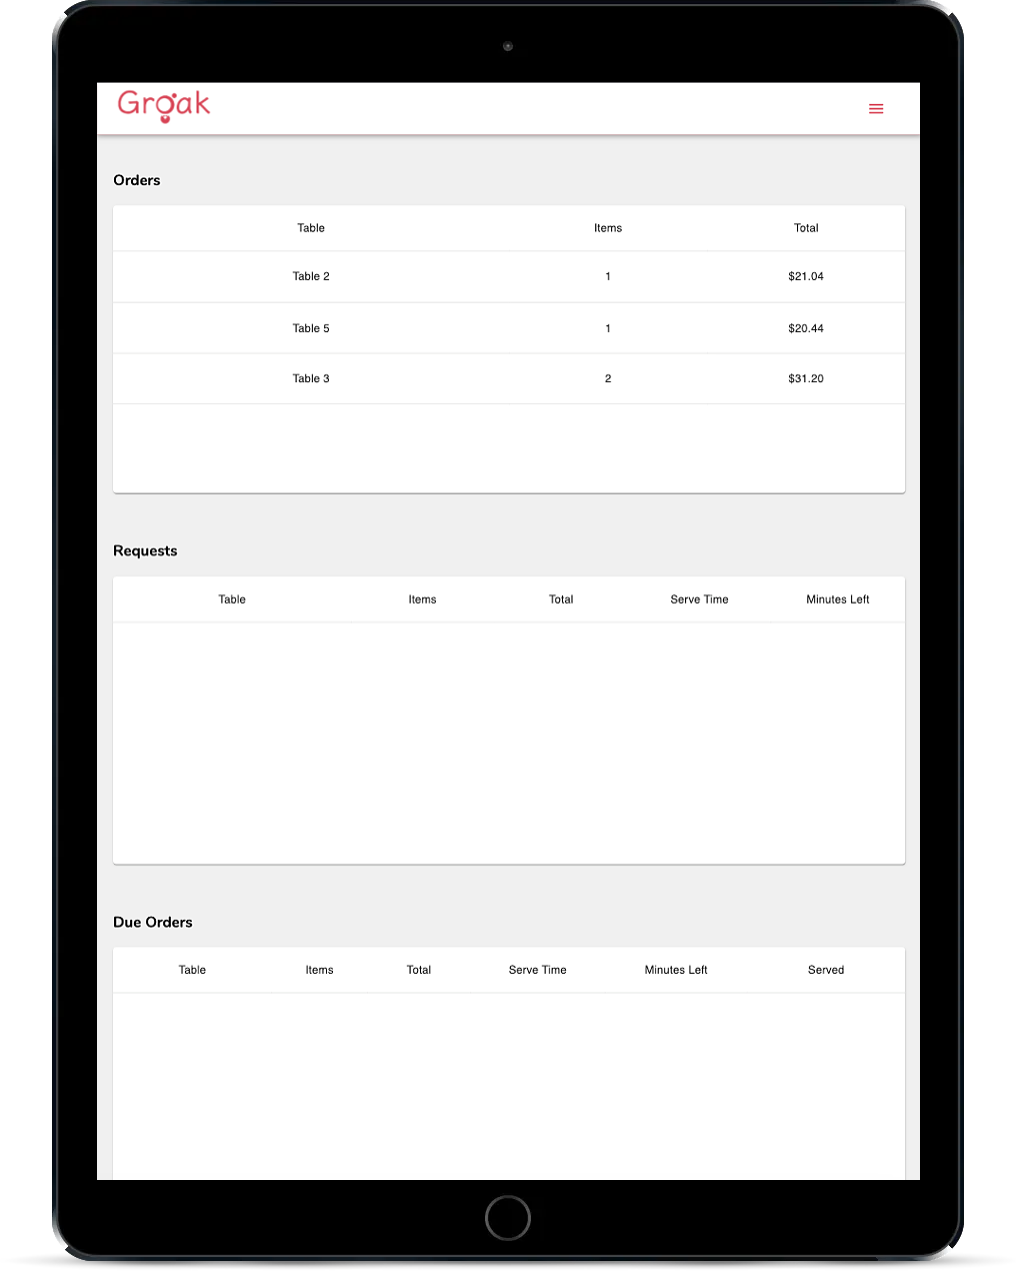 Groak
Orders
Table Items Total
Table 2 1 $21.04
Table 5 1 $20.44
Table 3 2 $31.20
Requests
Table Items Total Serve Time Minutes Left
Due Orders
Table Items Total Serve Time Minutes Left Served